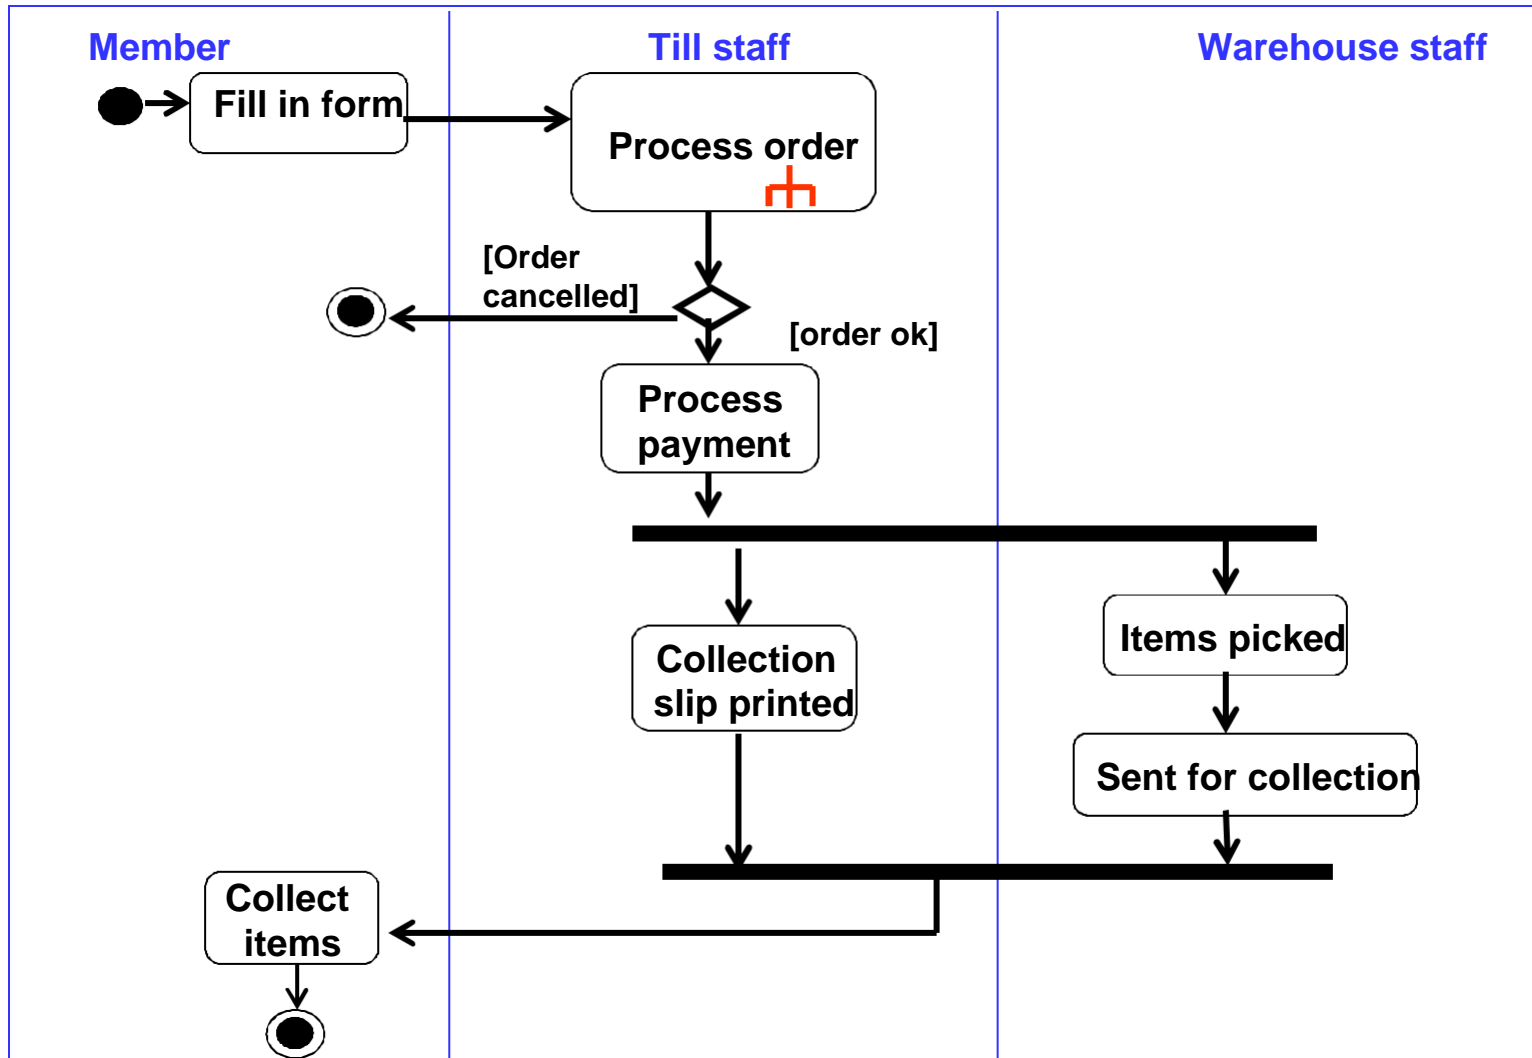 Member
Till staff
Warehouse staff
Fill in form
Process order
[Order
cancelled]
[order ok]
Process
payment
Collection
slip printed
Items picked
Sent for collection
Collect
items